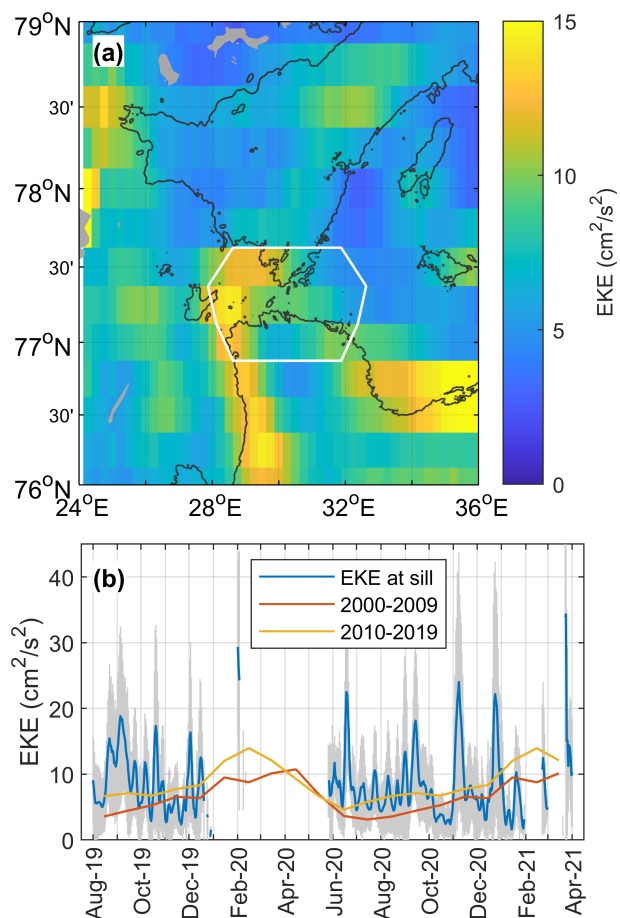 79°N
(a)
30'
78°N
30'
77°N
30'
76°N
24°E
28°E
32°E
36°E
15
10
5
0
EKE (cm²/s²)
(b)
EKE at sill
2000-2009
2010-2019
EKE (cm²/s²)
40
30
20
10
0
Aug-19
Oct-19
Dec-19
Feb-20
Apr-20
Jun-20
Aug-20
Oct-20
Dec-20
Feb-21
Apr-21